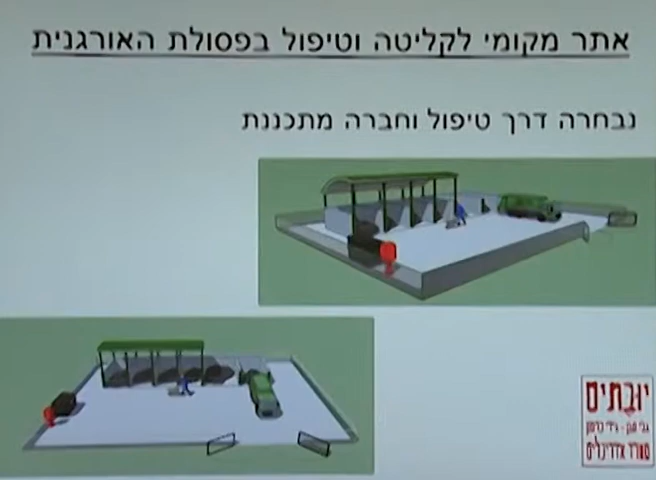 אתר מקומי לקליטה וטיפול בפסולת האורגנית
נבחרה דרך טיפול וחברה מתכננת
יובתים